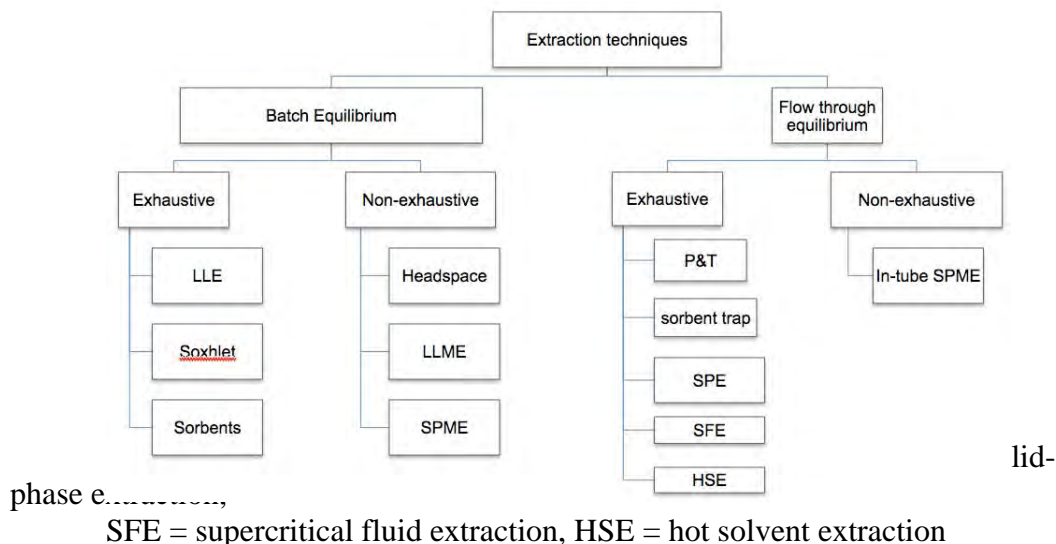 Extraction techniques
Batch Equilibrium
Flow through
equilibrium
Exhaustive
Non-exhaustive
Exhaustive
Non-exhaustive
LLE
Headspace
P&T
In-tube SPME
sorbent trap
Soxhlet
LLME
SPE
Sorbents
SPME
SFE
HSE
lid-
phase
SFE = supercritical fluid extraction, HSE = hot solvent extraction